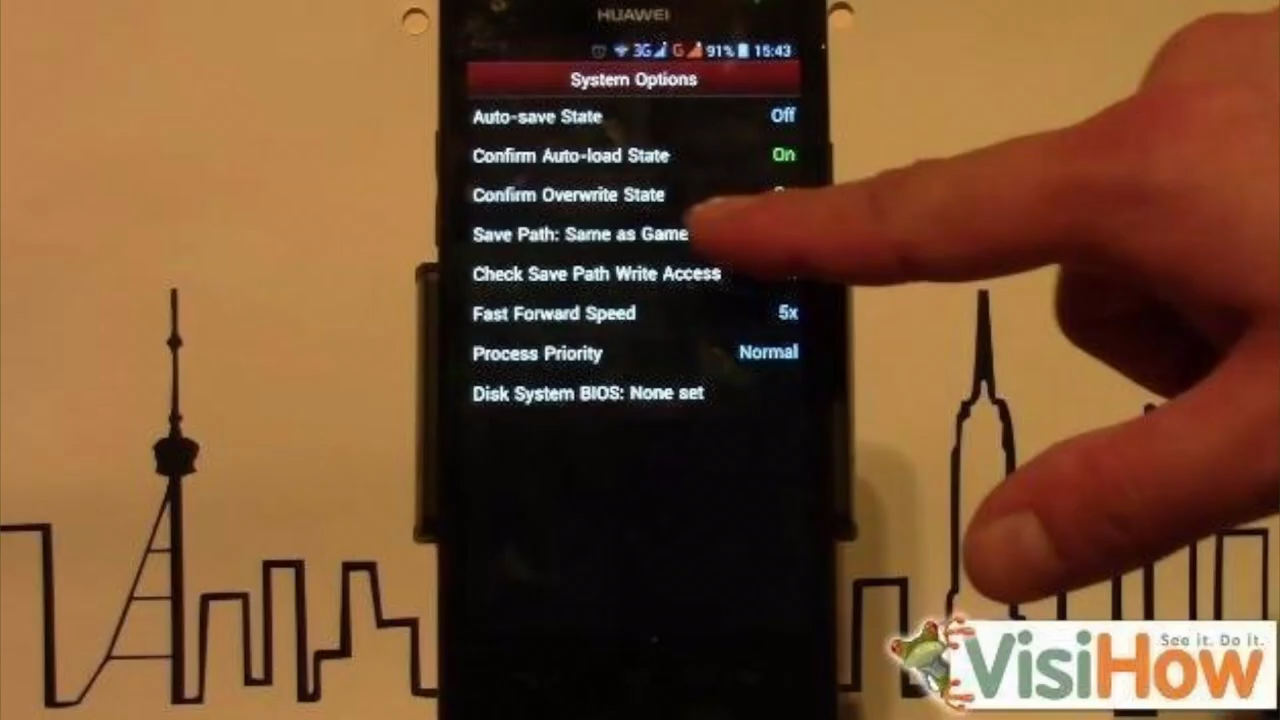 HUAWEI
3G G 91% 15:43
System Options
Auto-save State Off
Confirm Auto-load State On
Confirm Overwrite State
Save Path: Same as Game
Check Save Path Write Access
Fast Forward Speed 5x
Process Priority Normal
Disk System BIOS: None set
See it. Do it.
VisiHow